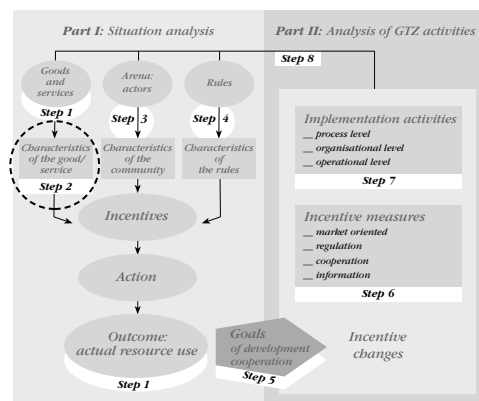 Part I: Situation analysis
Part II: Analysis of GTZ activities
Step 8
Goods
and
services
Step 1
Arena:
actors
Step 3
Rules
Step 4
Characteristics
of the good/
service
Step 2
Characteristics
of the
community
Characteristics
of
the rules
Incentives
Action
Outcome:
actual resource use
Step 1
Goals
of development
cooperation
Step 5
Implementation activities
__ process level
__ organisational level
__ operational level
Step 7
Incentive measures
__ market oriented
__ regulation
__ cooperation
__ information
Step 6
Incentive
changes